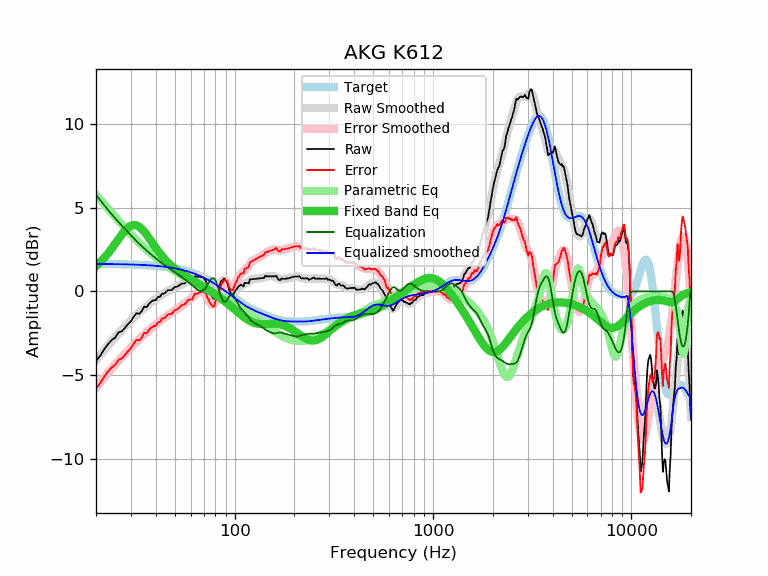 AKG K612
Target
Raw Smoothed
Error Smoothed
Raw
Error
Parametric Eq
Fixed Band Eq
Equalization
Equalized smoothed
10
5
0
−5
−10
Amplitude (dBr)
100
1000
10000
Frequency (Hz)